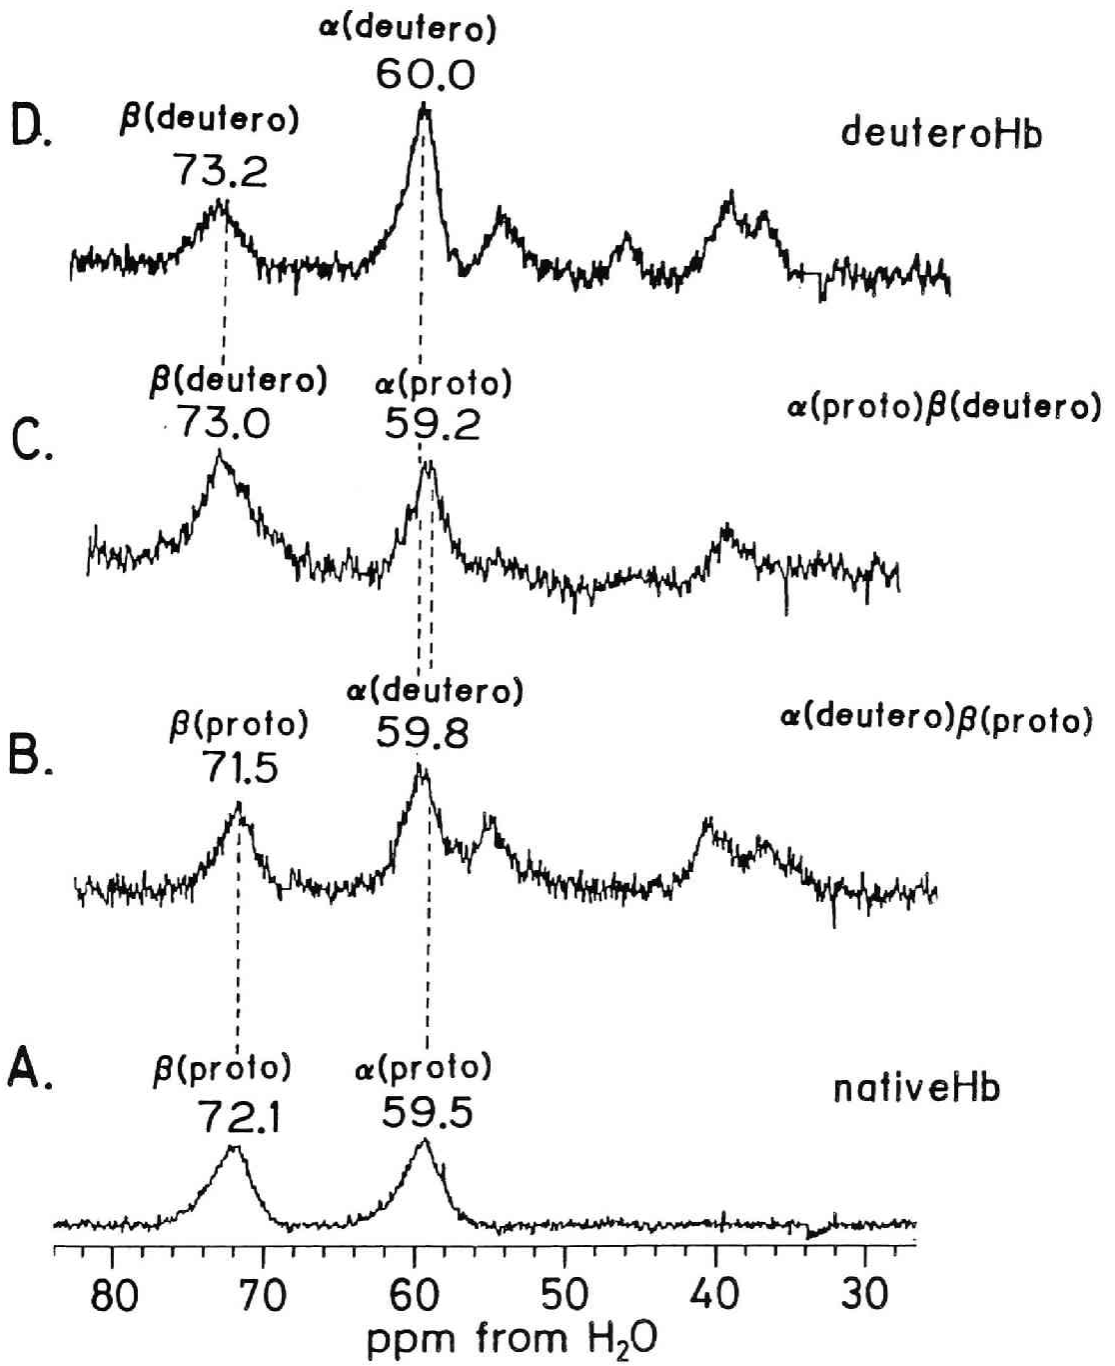 α(deutero)
60.0
D.
β(deutero)
73.2
deuteroHb
β(deutero)
73.0
α(proto)
59.2
α(proto)β(deutero)
C.
α(deutero)
59.8
β(proto)
71.5
α(deutero)β(proto)
B.
A.
β(proto)
72.1
α(proto)
59.5
nativeHb
80 70 60 50 40 30
ppm from H₂O